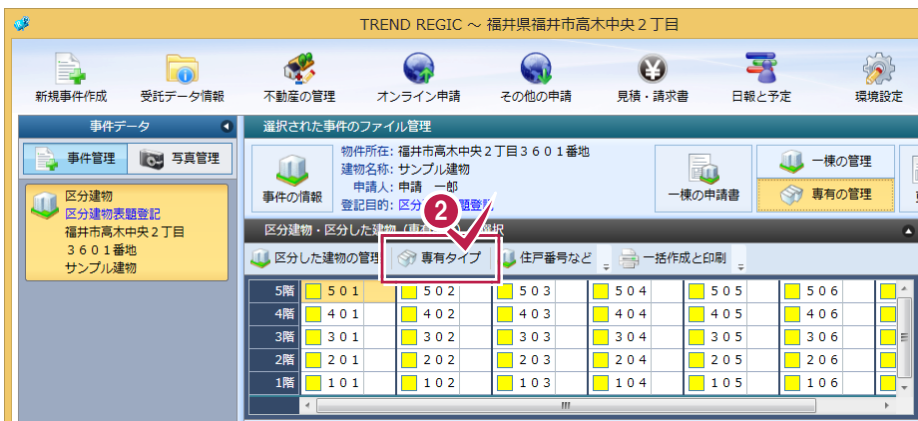 TREND REGIC ～ 福井県福井市高木中央２丁目
新規事件作成 受託データ情報 不動産の管理 オンライン申請 その他の申請 見積・請求書 日報と予定 環境設定
事件データ
事件管理 写真管理
区分建物
区分建物表題登記
福井市高木中央２丁目
３６０１番地
サンプル建物
選択された事件のファイル管理
事件の情報
物件所在: 福井市高木中央２丁目３６０１番地
建物名称: サンプル建物
申請人: 申請 一郎
登記目的: 区分
一棟の申請書
一棟の管理
専有の管理
2
区分建物・区分した建物
区分した建物の管理 専有タイプ 住戸番号など 一括作成と印刷
5階 ５０１ ５０２ ５０３ ５０４ ５０５ ５０６
4階 ４０１ ４０２ ４０３ ４０４ ４０５ ４０６
3階 ３０１ ３０２ ３０３ ３０４ ３０５ ３０６
2階 ２０１ ２０２ ２０３ ２０４ ２０５ ２０６
1階 １０１ １０２ １０３ １０４ １０５ １０６